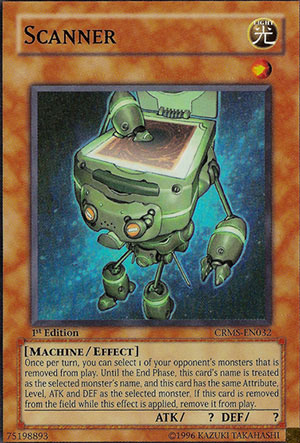 SCANNER
LIGHT
光
1st Edition
CRMS-EN032
[MACHINE / EFFECT]
Once per turn, you can select 1 of your opponent's monsters that is
removed from play. Until the End Phase, this card's name is treated
as the selected monster's name, and this card has the same Attribute,
Level, ATK and DEF as the selected monster. If this card is removed
from the field while this effect is applied, remove it from play.
ATK / ? DEF / ?
75198893
©1996 KAZUKI TAKAHASHI